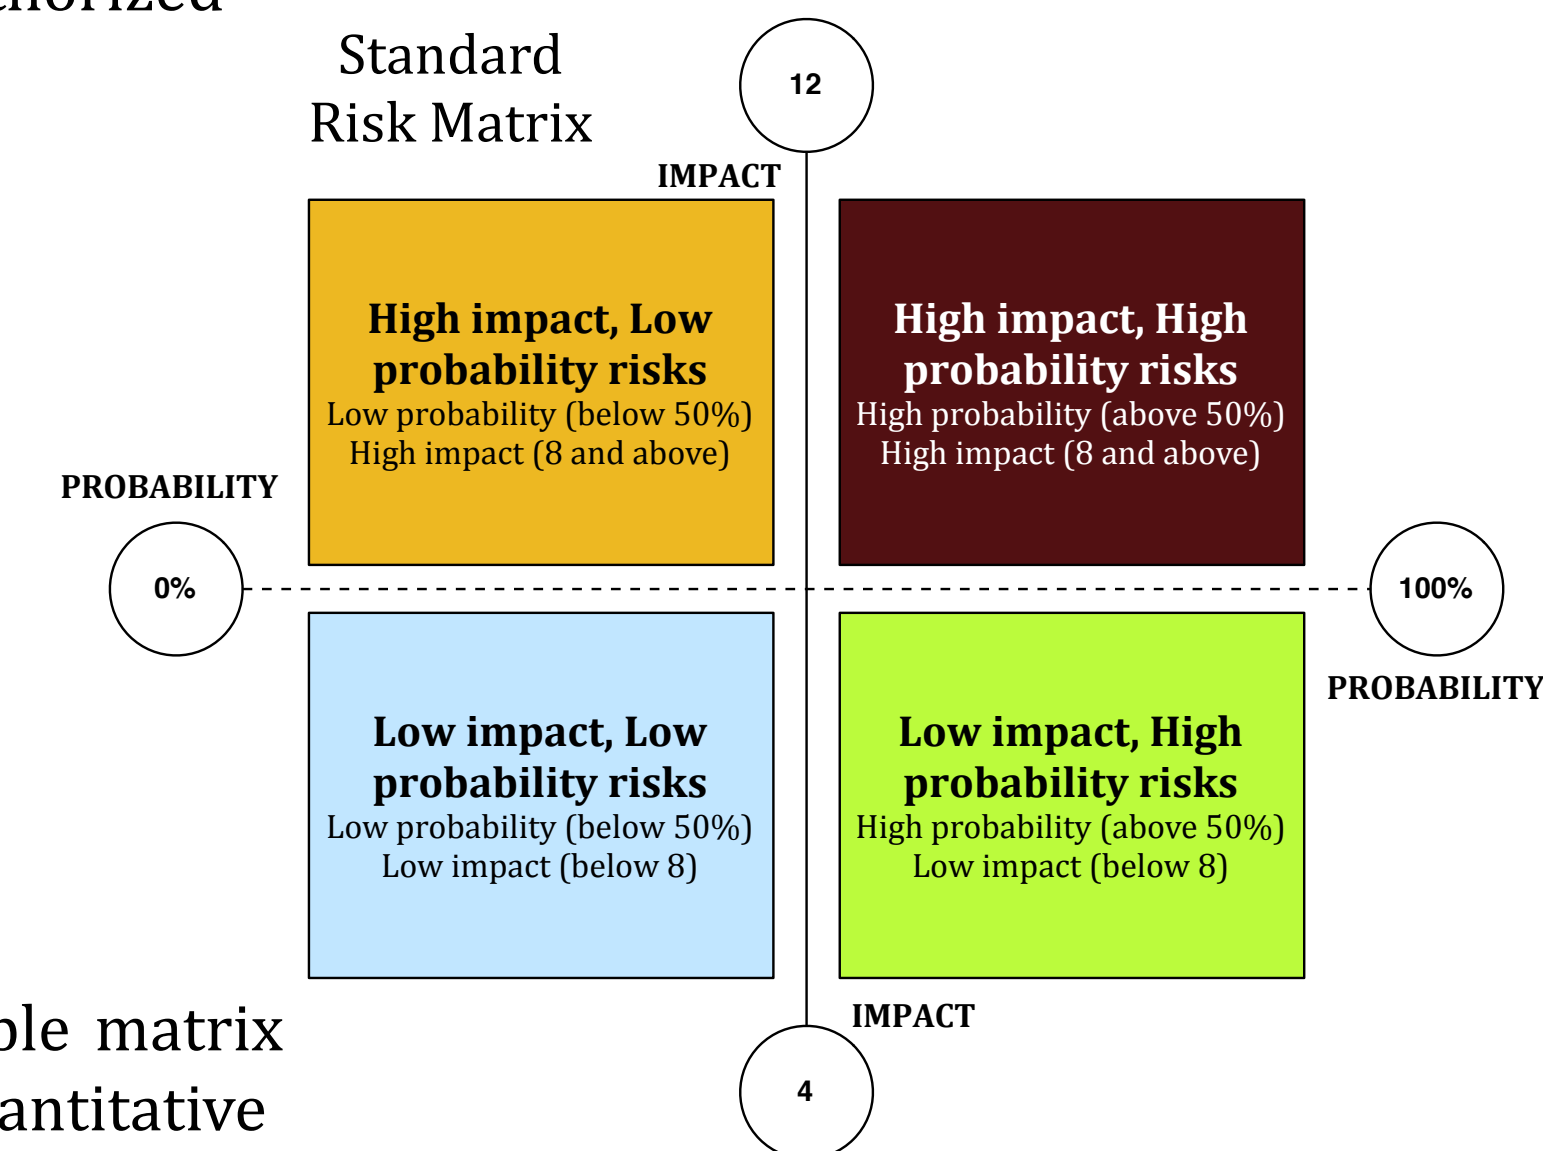 Standard
Risk Matrix
12
IMPACT
High impact, Low
probability risks
Low probability (below 50%)
High impact (8 and above)
High impact, High
probability risks
High probability (above 50%)
High impact (8 and above)
PROBABILITY
0%
100%
PROBABILITY
Low impact, Low
probability risks
Low probability (below 50%)
Low impact (below 8)
Low impact, High
probability risks
High probability (above 50%)
Low impact (below 8)
IMPACT
matrix
4